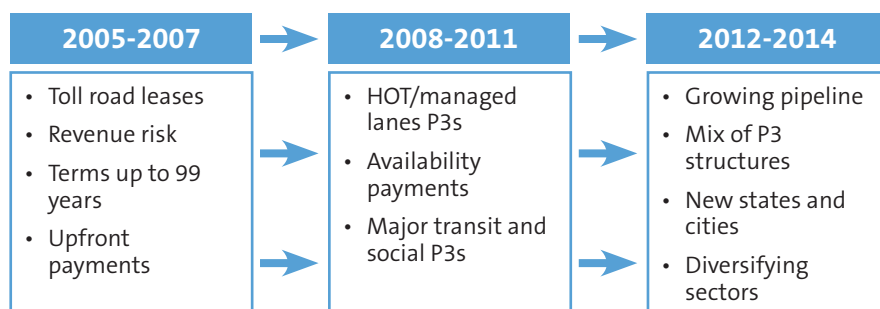 2005-2007
• Toll road leases
• Revenue risk
• Terms up to 99
years
• Upfront
payments
2008-2011
• HOT/managed
lanes P3s
• Availability
payments
• Major transit and
social P3s
2012-2014
• Growing pipeline
• Mix of P3
structures
• New states and
cities
• Diversifying
sectors